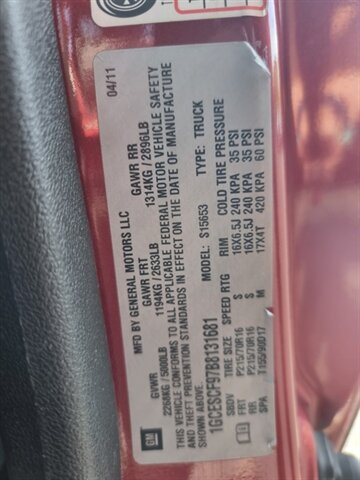 MFD BY GENERAL MOTORS LLC 04/11
GVWR GAWR FRT GAWR RR
2268KG / 5000LB 1194KG / 2633LB 1314KG / 2896LB
THIS VEHICLE CONFORMS TO ALL APPLICABLE FEDERAL MOTOR VEHICLE SAFETY
AND THEFT PREVENTION STANDARDS IN EFFECT ON THE DATE OF MANUFACTURE
SHOWN ABOVE.
1GCESCF97B8131681 MODEL: S15653 TYPE: TRUCK
SBDV TIRE SIZE SPEED RTG RIM COLD TIRE PRESSURE
FRT P215/70R16 S 16X6.5J 240 KPA 35 PSI
RR P215/70R16 S 16X6.5J 240 KPA 35 PSI
SPA T155/90D17 M 17X4T 420 KPA 60 PSI
GM